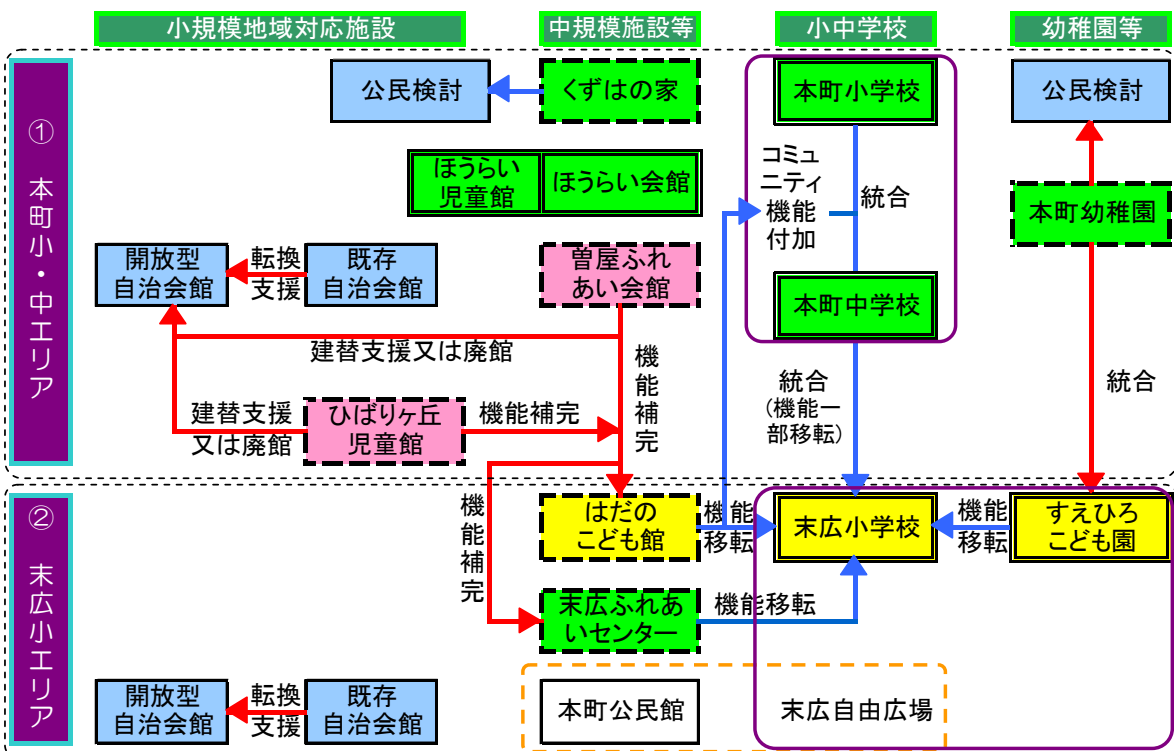 小規模地域対応施設
中規模施設等
小中学校
幼稚園等
① 本町小・中エリア
公民検討
くずはの家
本町小学校
公民検討
ほうらい
児童館
ほうらい会館
コミュ
ニティ
機能
付加
統合
本町幼稚園
開放型
自治会館
転換
支援
既存
自治会館
曽屋ふれ
あい会館
本町中学校
建替支援又は廃館
機能補完
統合
(機能一
部移転)
統合
建替支援
又は廃館
ひばりヶ丘
児童館
機能補完
② 末広小エリア
機能補完
はだの
こども館
機能
移転
末広小学校
機能
移転
すえひろ
こども園
末広ふれあ
いセンター
機能移転
開放型
自治会館
転換
支援
既存
自治会館
本町公民館
末広自由広場